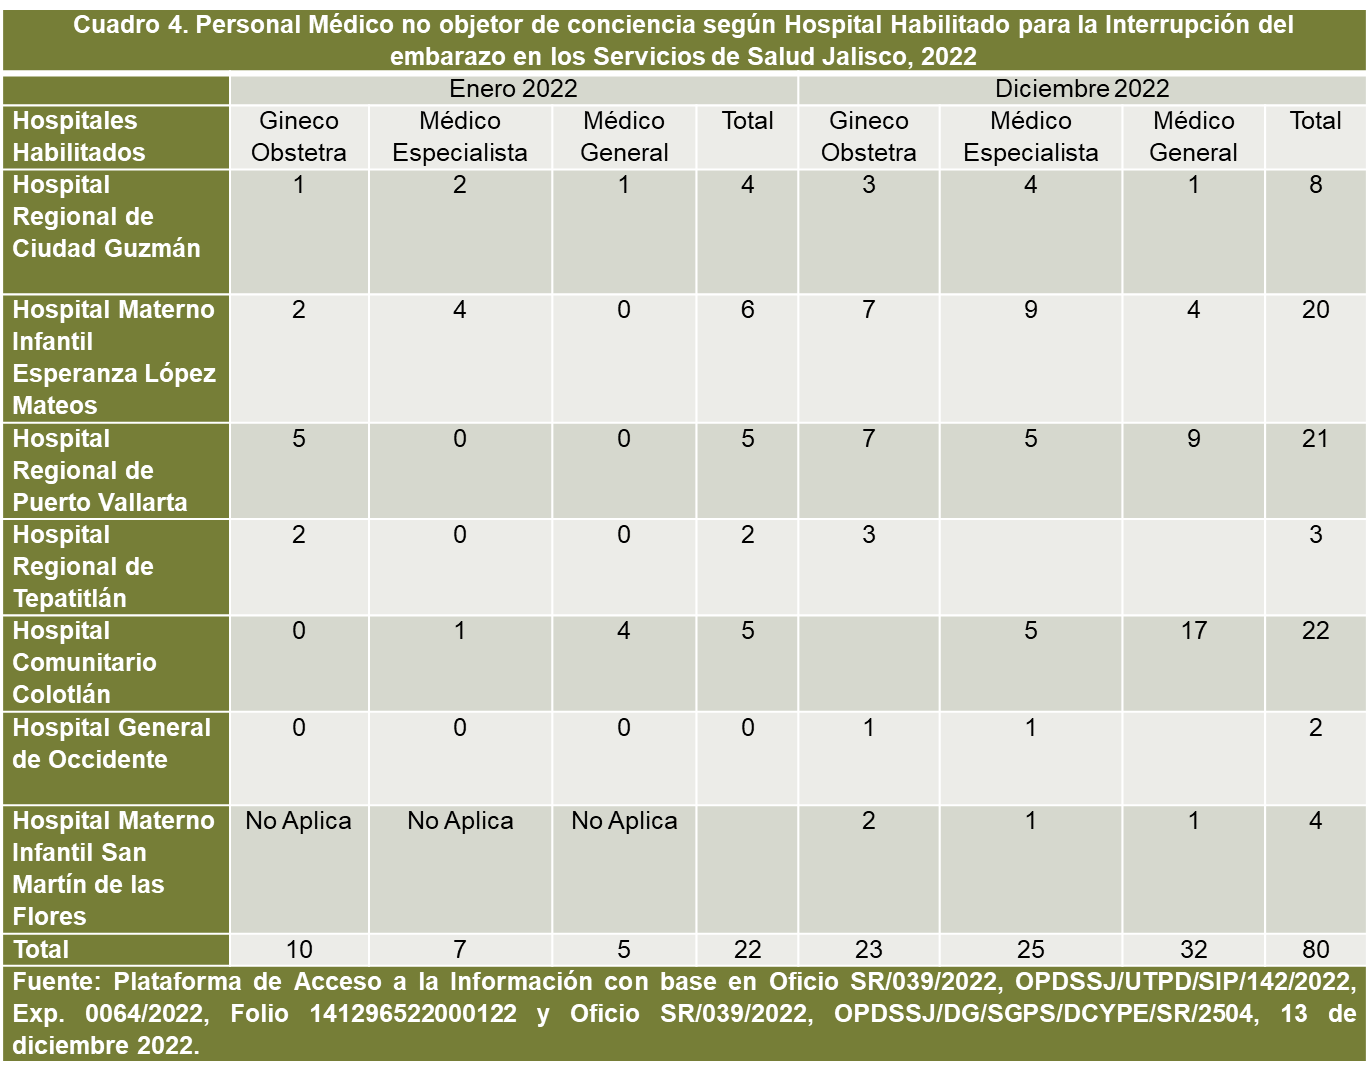 Cuadro 4. Personal Médico no objetor de conciencia según Hospital Habilitado para la Interrupción del
embarazo en los Servicios de Salud Jalisco, 2022
Enero 2022 Diciembre 2022
Hospitales Habilitados Gineco Obstetra Médico Especialista Médico General Total Gineco Obstetra Médico Especialista Médico General Total
Hospital Regional de Ciudad Guzmán 1 2 1 4 3 4 1 8
Hospital Materno Infantil Esperanza López Mateos 2 4 0 6 7 9 4 20
Hospital Regional de Puerto Vallarta 5 0 0 5 7 5 9 21
Hospital Regional de Tepatitlán 2 0 0 2 3 3
Hospital Comunitario Colotlán 0 1 4 5 5 17 22
Hospital General de Occidente 0 0 0 0 1 1 2
Hospital Materno Infantil San Martín de las Flores No Aplica No Aplica No Aplica 2 1 1 4
Total 10 7 5 22 23 25 32 80
Fuente: Plataforma de Acceso a la Información con base en Oficio SR/039/2022, OPDSSJ/UTPD/SIP/142/2022,
Exp. 0064/2022, Folio 141296522000122 y Oficio SR/039/2022, OPDSSJ/DG/SGPS/DCYPE/SR/2504, 13 de
diciembre 2022.